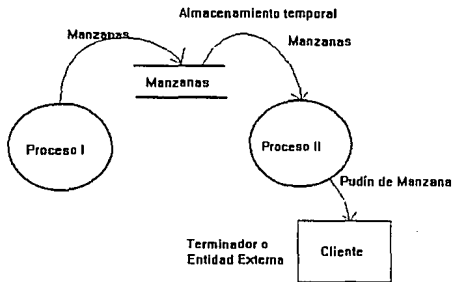 Almacenamiento temporal
Manzanas
Manzanas
Manzanas
Proceso I
Proceso II
Pudín de Manzana
Terminador o
Entidad Externa
Cliente